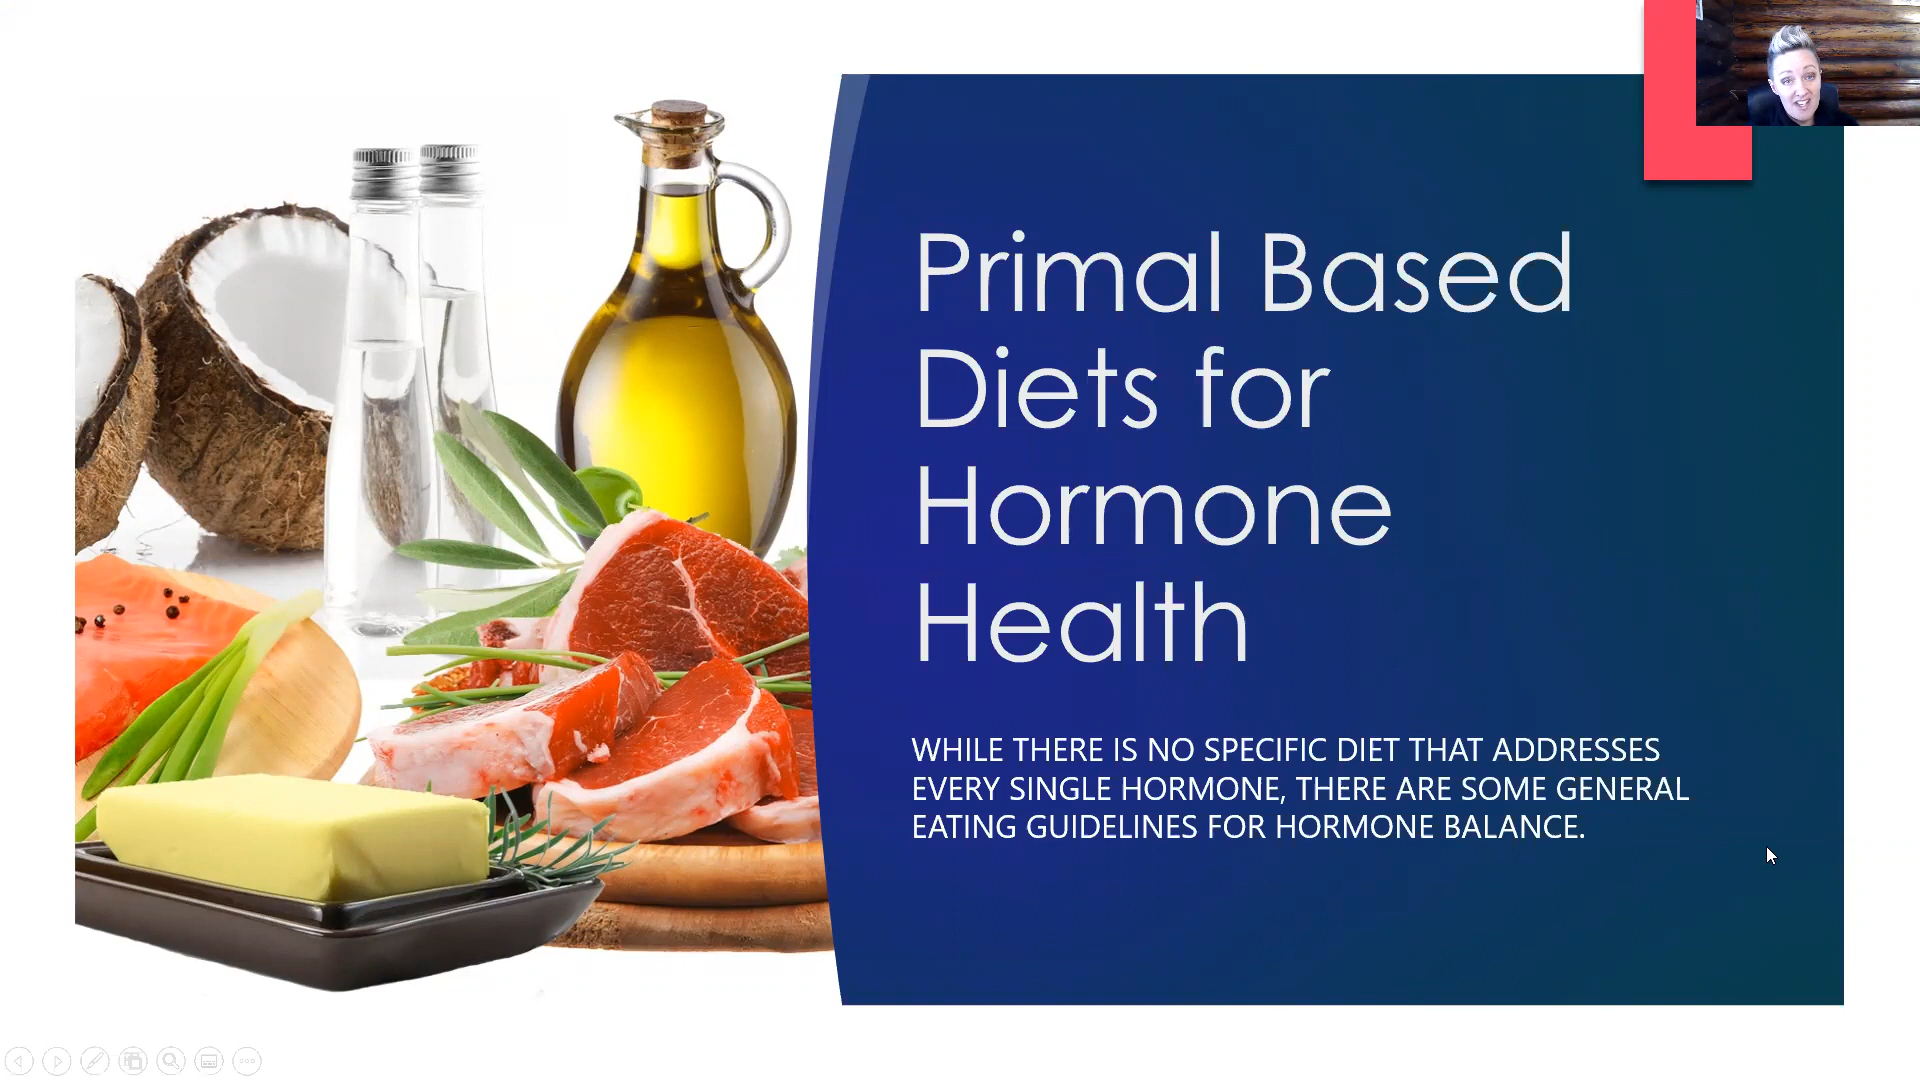 Primal Based
Diets for
Hormone
Health
WHILE THERE IS NO SPECIFIC DIET THAT ADDRESSES
EVERY SINGLE HORMONE, THERE ARE SOME GENERAL
EATING GUIDELINES FOR HORMONE BALANCE.